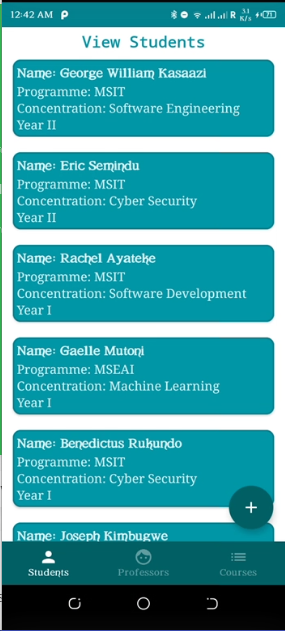 12:42 AM
R 3.1 K/s 71
View Students
Name: George William Kasaazi
Programme: MSIT
Concentration: Software Engineering
Year II
Name: Eric Semindu
Programme: MSIT
Concentration: Cyber Security
Year II
Name: Rachel Ayateke
Programme: MSIT
Concentration: Software Development
Year I
Name: Gaelle Mutoni
Programme: MSEAI
Concentration: Machine Learning
Year I
Name: Benedictus Rukundo
Programme: MSIT
Concentration: Cyber Security
Year I
Name: Joseph Kimbugwe
Students Professors Courses